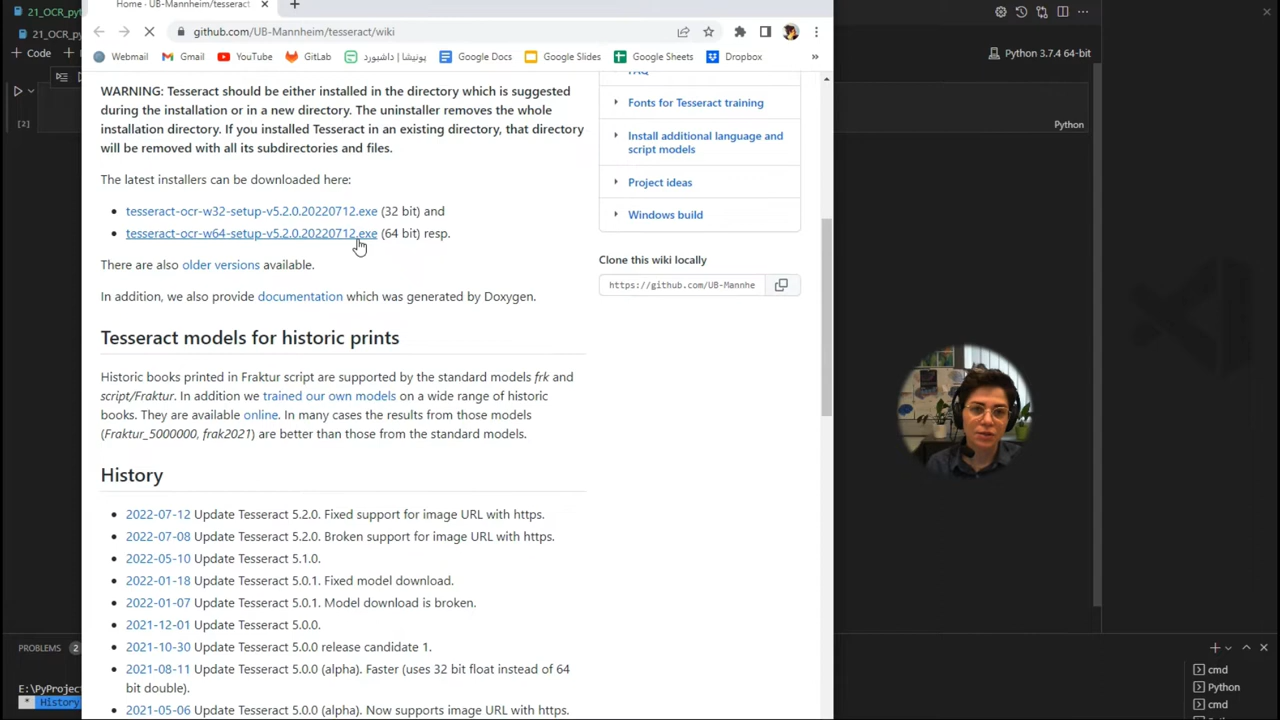 21_OCR_py
Home · UB-Mannheim/tesseract
21_OCR_py
github.com/UB-Mannheim/tesseract/wiki
Webmail Gmail YouTube GitLab یونیشا | داشبورد Google Docs Google Slides Google Sheets Dropbox »
+ Code
Python 3.7.4 64-bit
[2]
Python
WARNING: Tesseract should be either installed in the directory which is suggested
during the installation or in a new directory. The uninstaller removes the whole
installation directory. If you installed Tesseract in an existing directory, that directory
will be removed with all its subdirectories and files.
The latest installers can be downloaded here:
• tesseract-ocr-w32-setup-v5.2.0.20220712.exe (32 bit) and
• tesseract-ocr-w64-setup-v5.2.0.20220712.exe (64 bit) resp.
There are also older versions available.
In addition, we also provide documentation which was generated by Doxygen.
Tesseract models for historic prints
Historic books printed in Fraktur script are supported by the standard models frk and
script/Fraktur. In addition we trained our own models on a wide range of historic
books. They are available online. In many cases the results from those models
(Fraktur_5000000, frak2021) are better than those from the standard models.
History
• 2022-07-12 Update Tesseract 5.2.0. Fixed support for image URL with https.
• 2022-07-08 Update Tesseract 5.2.0. Broken support for image URL with https.
• 2022-05-10 Update Tesseract 5.1.0.
• 2022-01-18 Update Tesseract 5.0.1. Fixed model download.
• 2022-01-07 Update Tesseract 5.0.1. Model download is broken.
• 2021-12-01 Update Tesseract 5.0.0.
• 2021-10-30 Update Tesseract 5.0.0 release candidate 1.
• 2021-08-11 Update Tesseract 5.0.0 (alpha). Faster (uses 32 bit float instead of 64
bit double).
• 2021-05-06 Update Tesseract 5.0.0 (alpha). Now supports image URL with https.
FAQ
Fonts for Tesseract training
Install additional language and
script models
Project ideas
Windows build
Clone this wiki locally
https://github.com/UB-Mannhe
PROBLEMS 2
E:\PyProject
* History
cmd
Python
cmd